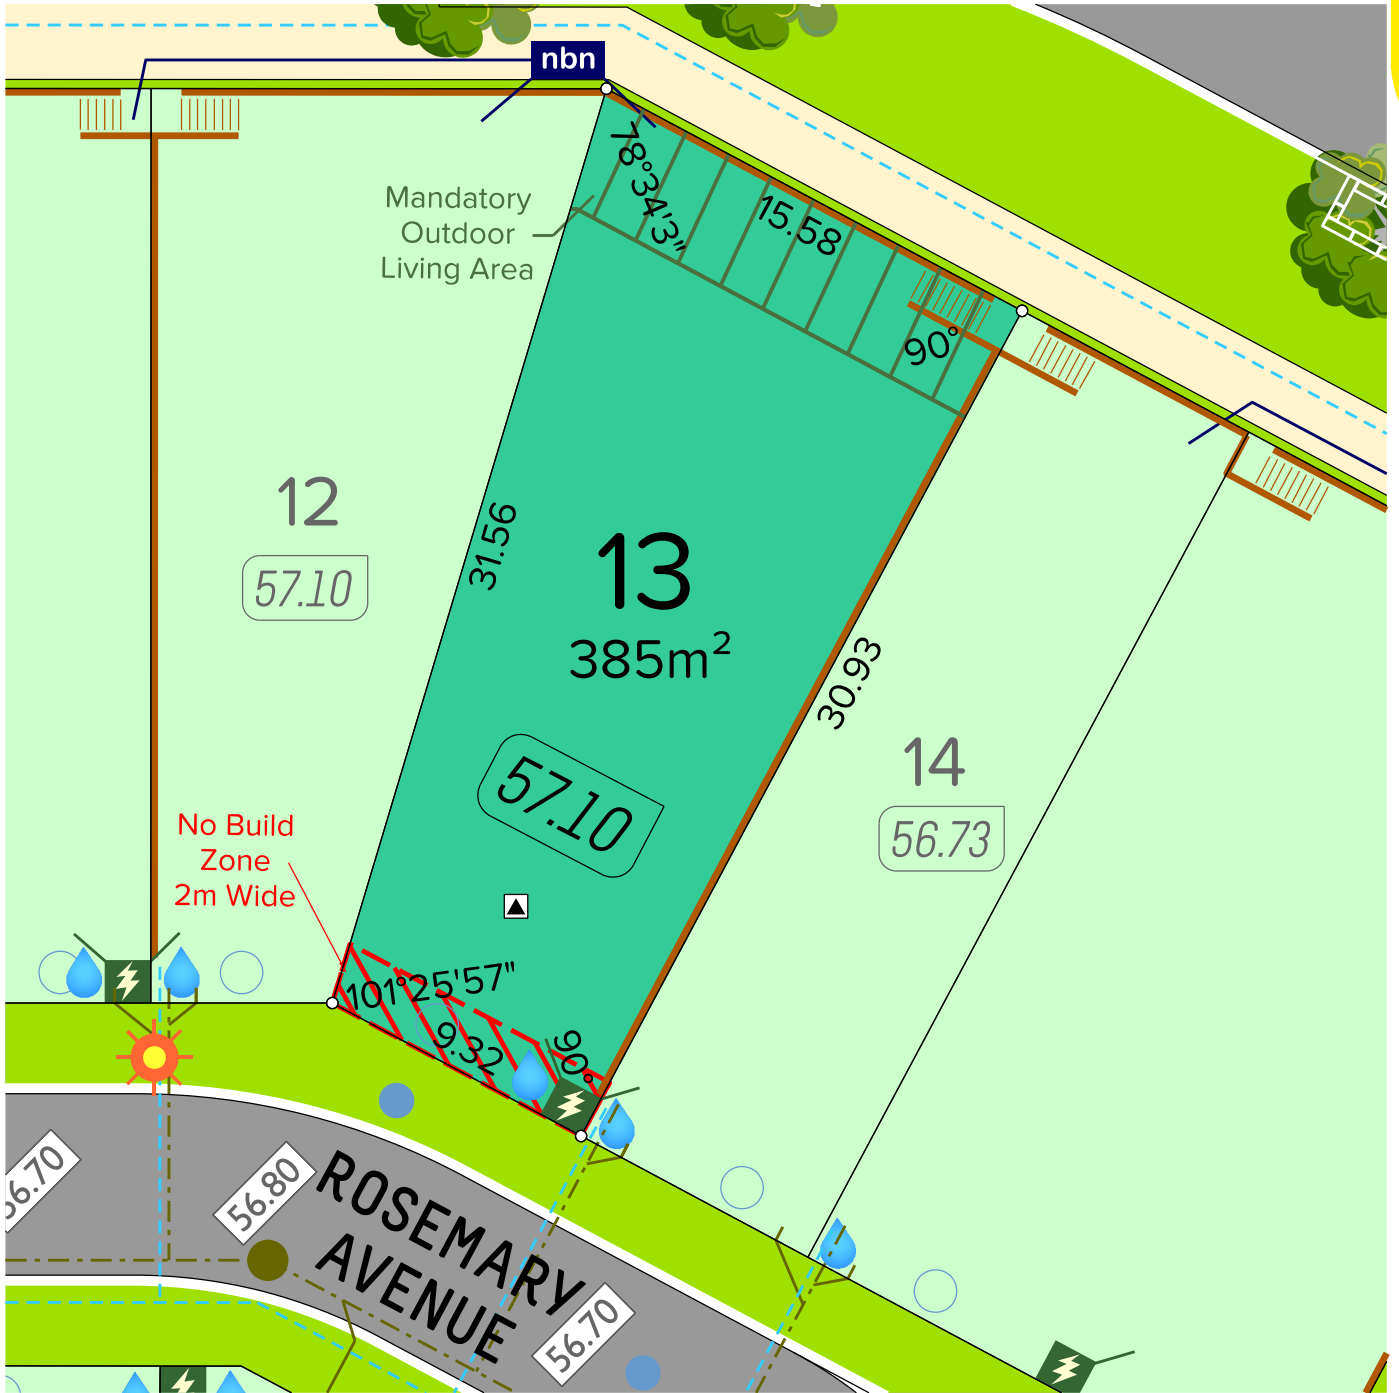 nbn
Mandatory
Outdoor
Living Area
78°34'3"
15.58
90°
12
57.10
31.56
13
385m²
30.93
57.10
14
56.73
No Build
Zone
2m Wide
101°25'57"
9.32
90°
56.70
56.80
ROSEMARY
AVENUE
56.70